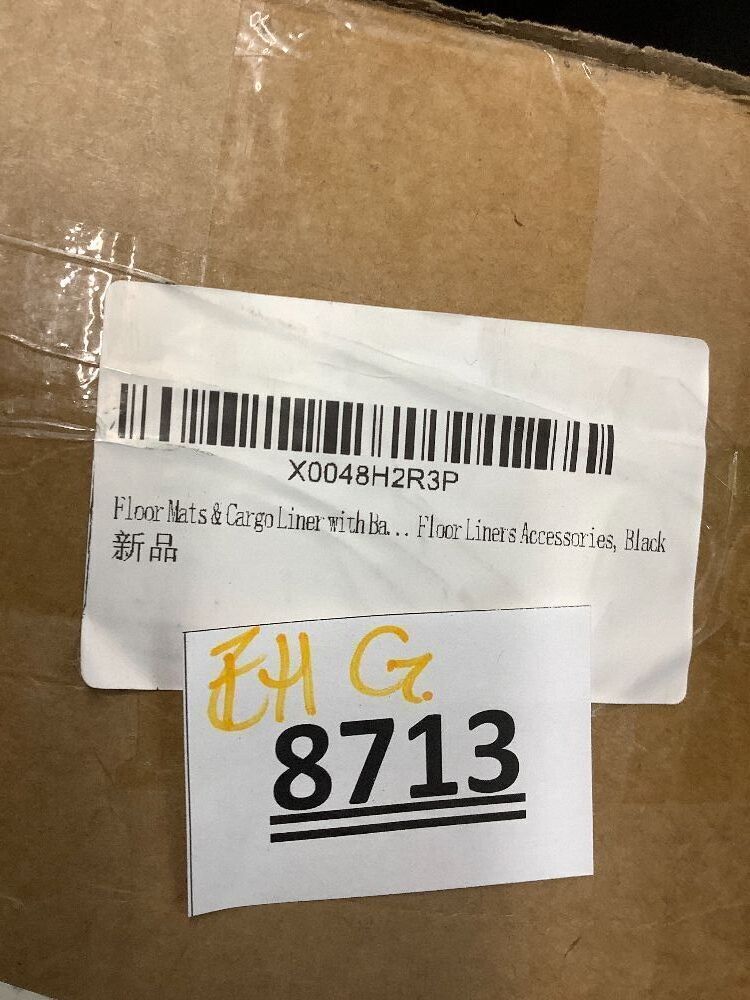 X0048H2R3P
Floor Mats & Cargo Liner with Ba... Floor Liners Accessories, Black
新品
EH G.
8713